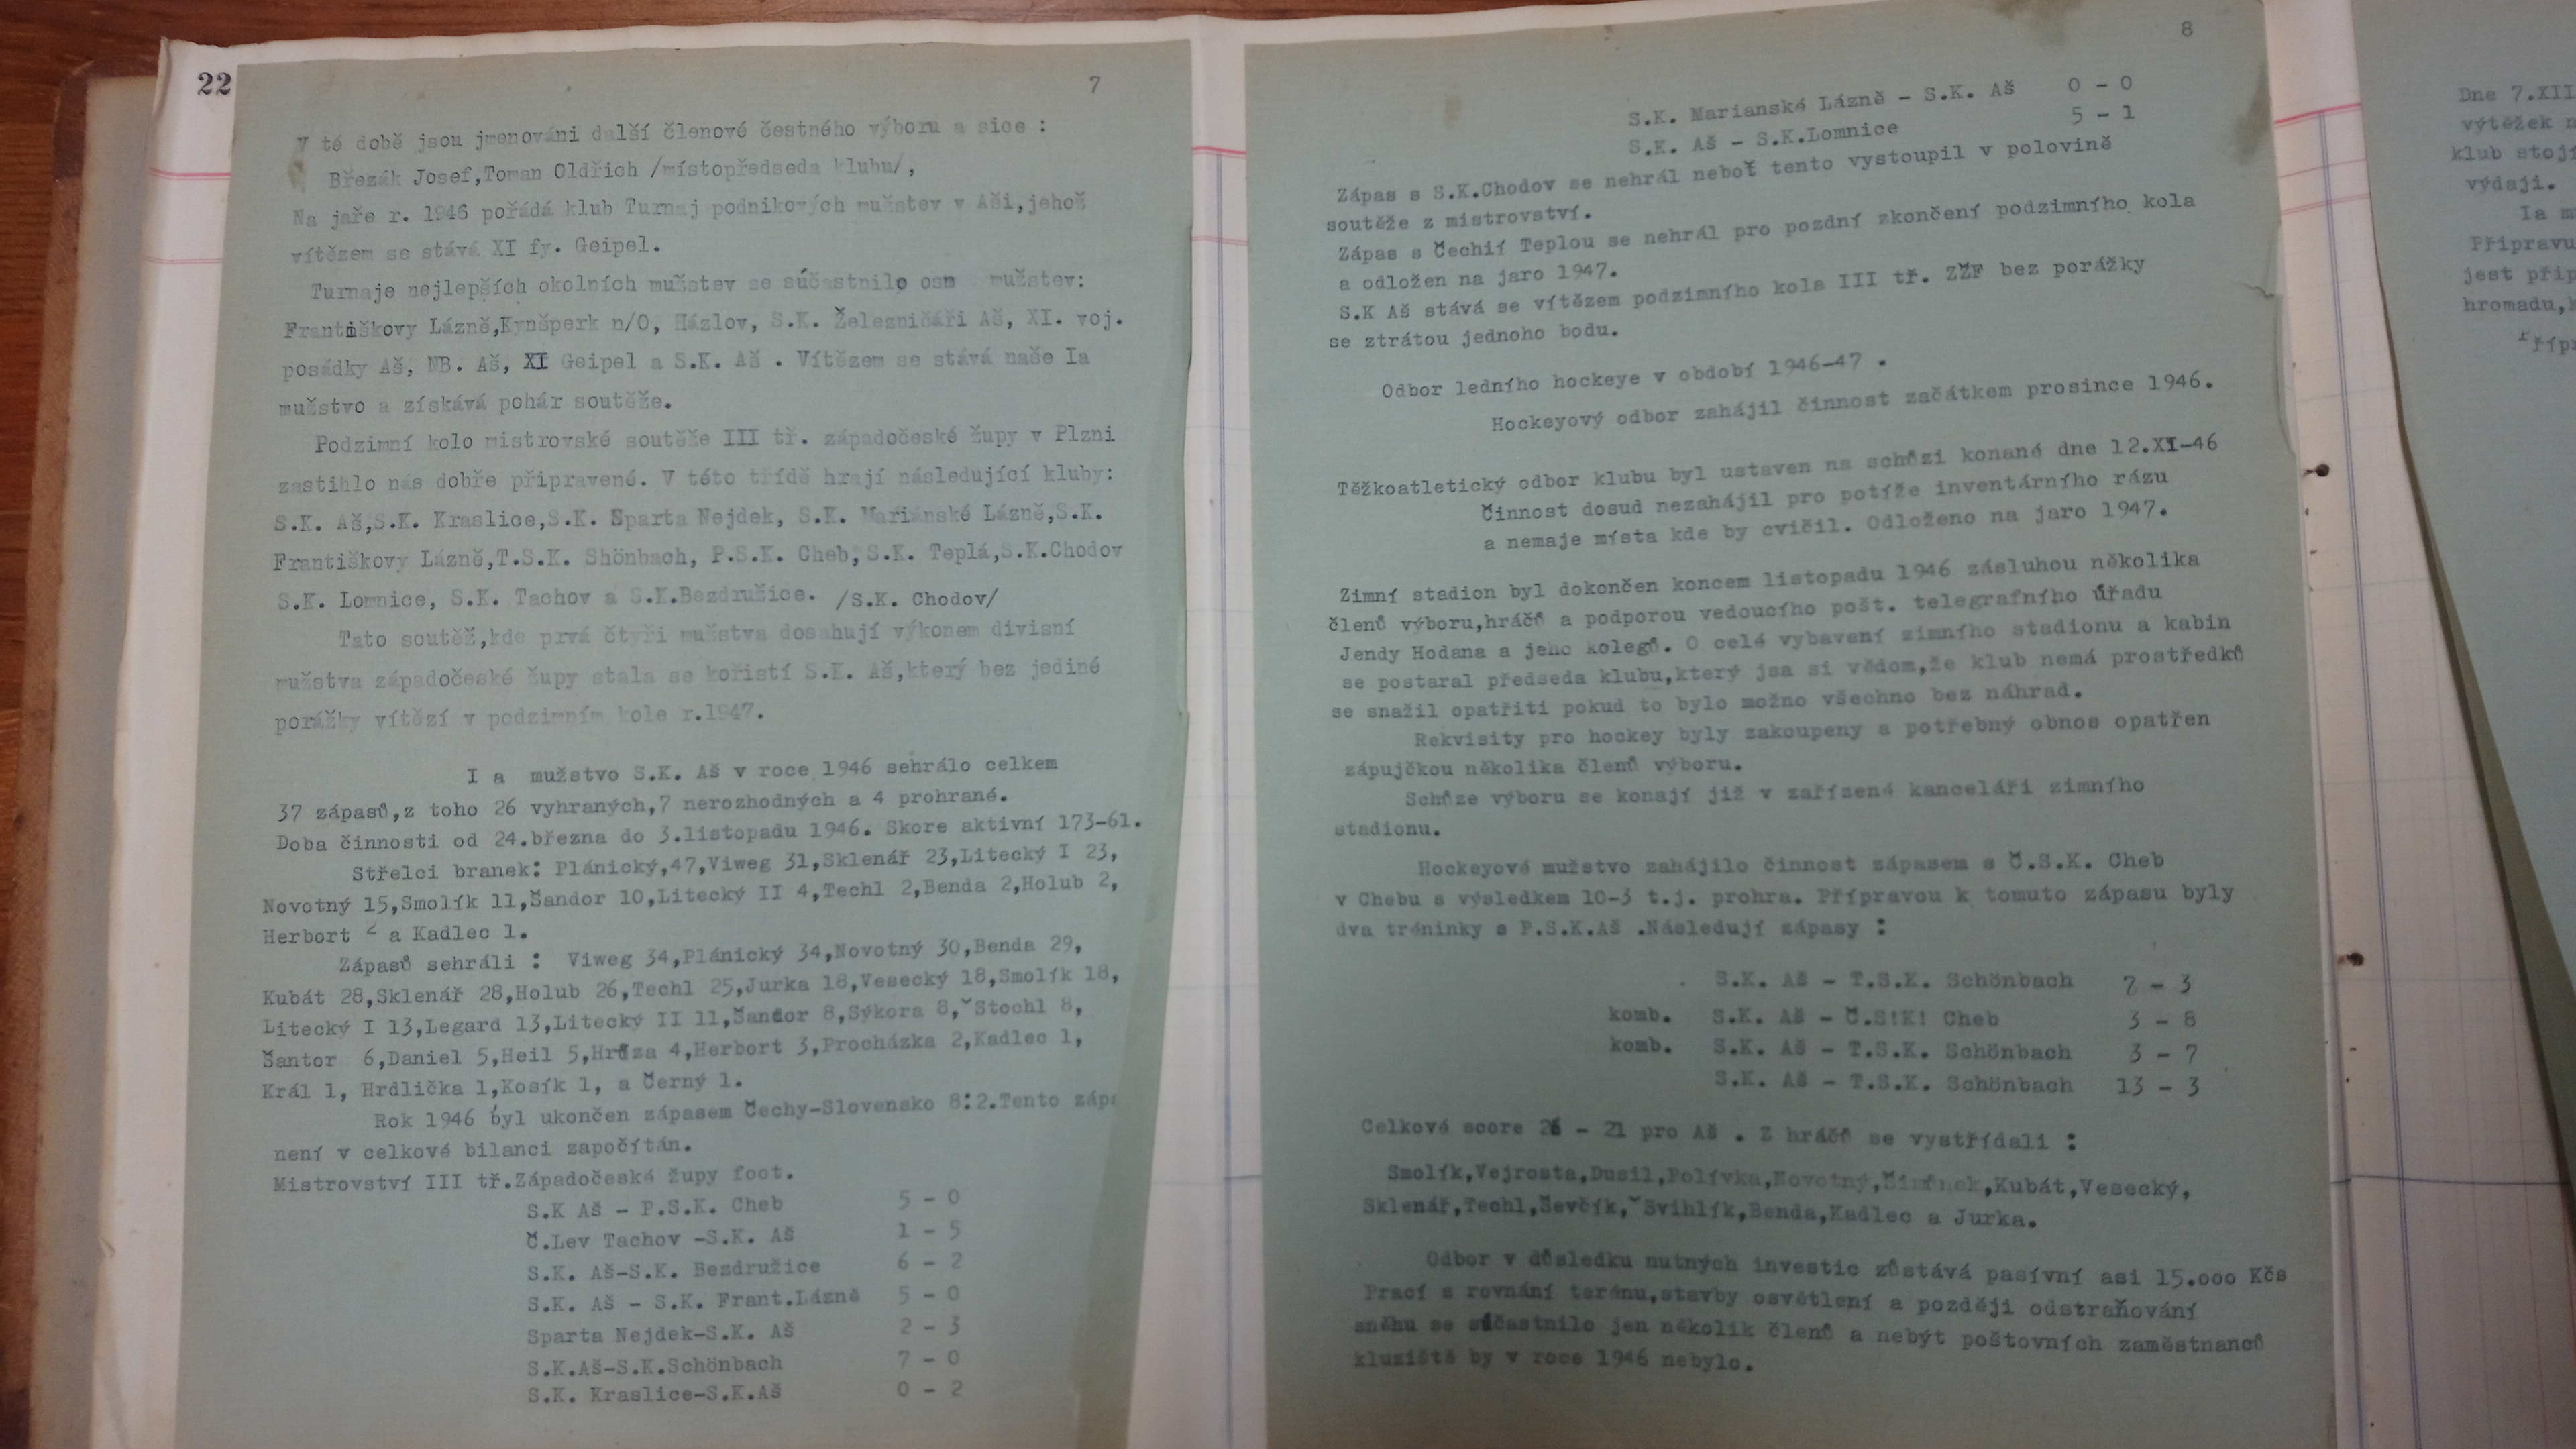 22
7
V té době jsou jmenováni další členové čestného výboru a sice :
Březák Josef,Toman Oldřich /místopředseda klubu/,
Na jaře r. 1946 pořádá klub Turnaj podnikových mužstev v Aši,jehož
vítězem se stává XI fy. Geipel.
Turnaje nejlepších okolních mužstev se súčastnilo osm mužstev:
Františkovy Lázně,Kynšperk n/O, Házlov, S.K. Železničáři Aš, XI. voj.
posádky Aš, NB. Aš, XI Geipel a S.K. Aš . Vítězem se stává naše Ia
mužstvo a získává pohár soutěže.
Podzimní kolo mistrovské soutěže III tř. západočeské župy v Plzni
zastihlo nás dobře připravené. V této třídě hrají následující kluby:
S.K. Aš,S.K. Kraslice,S.K. Sparta Nejdek, S.K. Mariánské Lázně,S.K.
Františkovy Lázně,T.S.K. Shönbach, P.S.K. Cheb, S.K. Teplá,S.K.Chodov
S.K. Lomnice, S.K. Tachov a S.K.Bezdružice. /S.K. Chodov/
Tato soutěž,kde prvá čtyři mužstva dosahují výkonem divisní
mužstva západočeské župy stala se kořistí S.K. Aš,který bez jediné
porážky vítězí v podzimním kole r.1947.
I a mužstvo S.K. Aš v roce 1946 sehrálo celkem
37 zápasů,z toho 26 vyhraných,7 nerozhodných a 4 prohrané.
Doba činnosti od 24.března do 3.listopadu 1946. Skore aktivní 173-61.
Střelci branek: Plánický,47,Viweg 31,Sklenář 23,Litecký I 23,
Novotný 15,Smolík 11,Šandor 10,Litecký II 4,Techl 2,Benda 2,Holub 2,
Herbort 2 a Kadlec 1.
Zápasů sehráli : Viweg 34,Plánický 34,Novotný 30,Benda 29,
Kubát 28,Sklenář 28,Holub 26,Techl 25,Jurka 18,Vesecký 18,Smolík 18,
Litecký I 13,Legard 13,Litecký II 11,Šandor 8,Sýkora 8,ˇStochl 8,
Šantor 6,Daniel 5,Heil 5,Hrůza 4,Herbort 3,Procházka 2,Kadlec 1,
Král 1, Hrdlička 1,Kosík 1, a Černý 1.
Rok 1946 byl ukončen zápasem Čechy-Slovensko 8:2.Tento zápa
není v celkové bilanci započítán.
Mistrovství III tř.Západočeské župy foot.
S.K Aš - P.S.K. Cheb 5 - 0
Č.Lev Tachov -S.K. Aš 1 - 5
S.K. Aš-S.K. Bezdružice 6 - 2
S.K. Aš - S.K. Frant.Lázně 5 - 0
Sparta Nejdek-S.K. Aš 2 - 3
S.K.Aš-S.K.Schönbach 7 - 0
S.K. Kraslice-S.K.Aš 0 - 2
8
S.K. Marianské Lázně - S.K. Aš 0 - 0
S.K. Aš - S.K.Lomnice 5 - 1
Zápas s S.K.Chodov se nehrál neboť tento vystoupil v polovině
soutěže z mistrovství.
Zápas s Čechií Teplou se nehrál pro pozdní zkončení podzimního kola
a odložen na jaro 1947.
S.K Aš stává se vítězem podzimního kola III tř. ZŽF bez porážky
se ztrátou jednoho bodu.
Odbor ledního hockeye v období 1946-47 .
Hockeyový odbor zahájil činnost začátkem prosince 1946.
Těžkoatletický odbor klubu byl ustaven na schůzi konané dne 12.XI-46
Činnost dosud nezahájil pro potíže inventárního rázu
a nemaje místa kde by cvičil. Odloženo na jaro 1947.
Zimní stadion byl dokončen koncem listopadu 1946 zásluhou několika
členů výboru,hráčů a podporou vedoucího pošt. telegrafního úřadu
Jendy Hodana a jeho kolegů. O celé vybavení zimního stadionu a kabin
se postaral předseda klubu,který jsa si vědom,že klub nemá prostředků
se snažil opatřiti pokud to bylo možno všechno bez náhrad.
Rekvisity pro hockey byly zakoupeny a potřebný obnos opatřen
zápujčkou několika členů výboru.
Schůze výboru se konají již v zařízené kanceláři zimního
stadionu.
Hockeyové mužstvo zahájilo činnost zápasem s Č.S.K. Cheb
v Chebu s výsledkem 10-3 t.j. prohra. Přípravou k tomuto zápasu byly
dva tréninky s P.S.K.Aš .Následují zápasy :
S.K. Aš - T.S.K. Schönbach 7 - 3
komb. S.K. Aš - Č.S!K! Cheb 3 - 8
komb. S.K. Aš - T.S.K. Schönbach 3 - 7
S.K. Aš - T.S.K. Schönbach 13 - 3
Celkové score 26 - 21 pro Aš . Z hráčů se vystřídali :
Smolík,Vejrosta,Dusil,Polívka,Novotný,Kubát,Vesecký,
Sklenář,Techl,Ševčík,ˇSvihlík,Benda,Kadlec a Jurka.
Odbor v důsledku nutných investic zůstává pasívní asi 15.ooo Kčs
Prací s rovnání terénu,stavby osvětlení a později odstraňování
sněhu se súčastnilo jen několik členů a nebýt poštovních zaměstnanců
kluziště by v roce 1946 nebylo.
Dne 7.XII
výtěžek
klub stojí
výdaji.
Ia
Připravu
jest přip
hromadu,